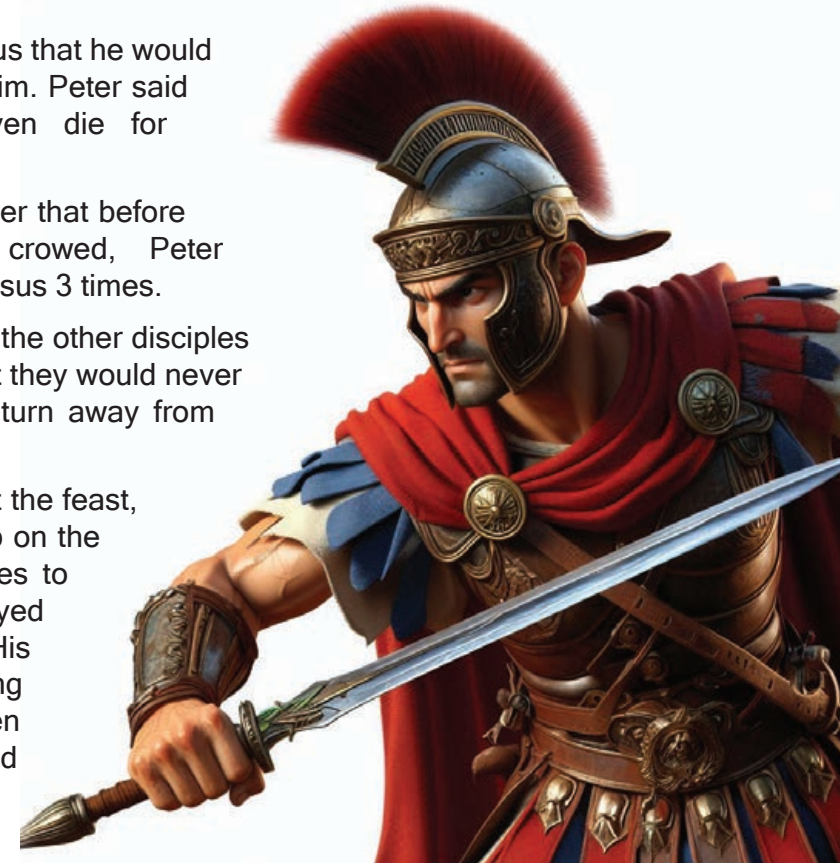 us that he would
im. Peter said
ven die for
er that before
crowed, Peter
sus 3 times.
the other disciples
t they would never
turn away from
t the feast,
o on the
es to
yed
His
ng
en
d